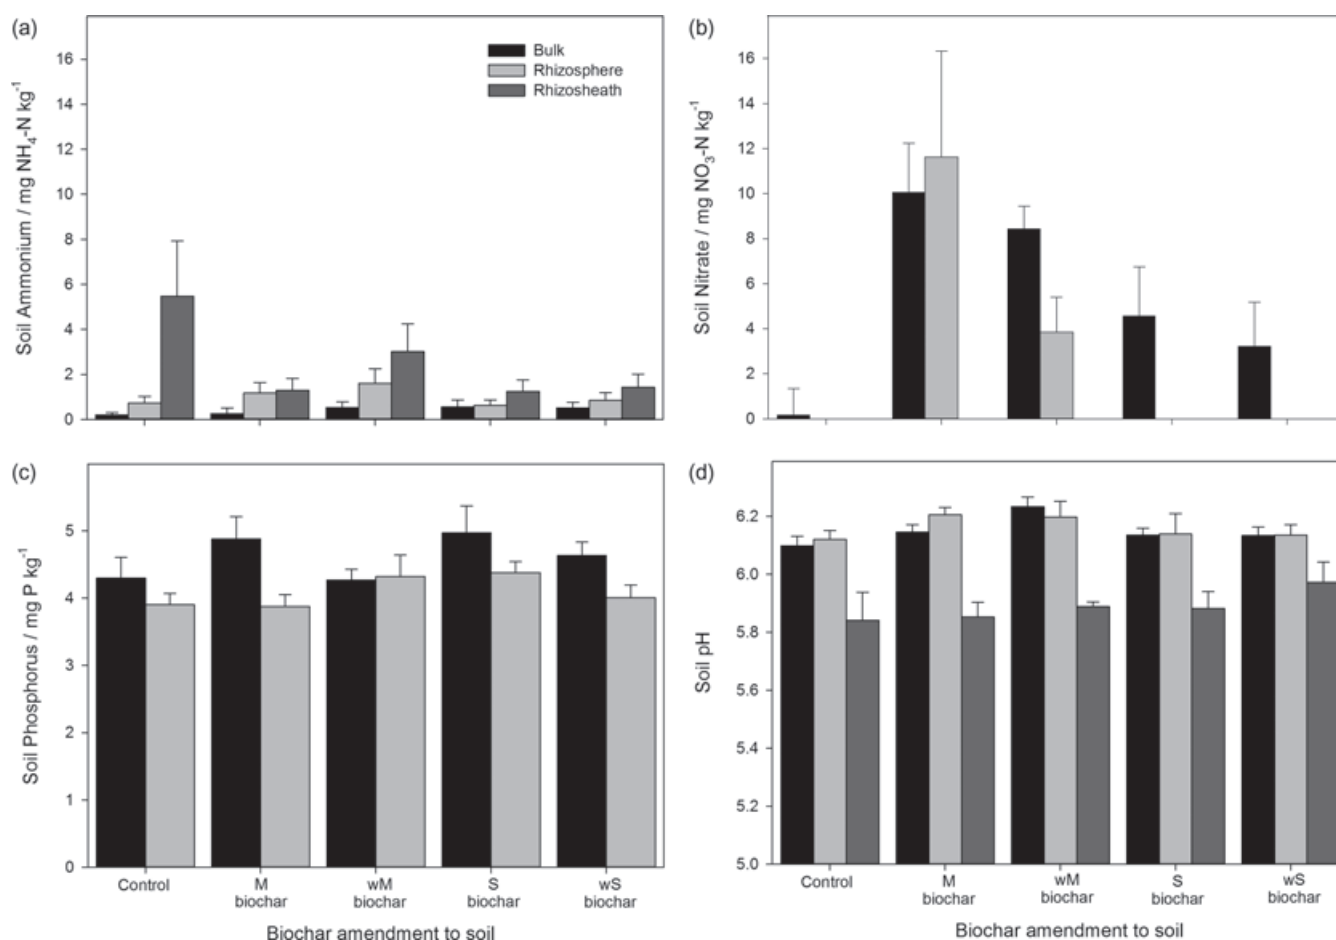 (a)
Soil Ammonium / mg NH₄-N kg⁻¹
16
14
12
10
8
6
4
2
0
Bulk
Rhizosphere
Rhizosheath
(b)
Soil Nitrate / mg NO₃-N kg⁻¹
16
14
12
10
8
6
4
2
0
(c)
Soil Phosphorus / mg P kg⁻¹
5
4
3
2
1
0
Control
M biochar
wM biochar
S biochar
wS biochar
Biochar amendment to soil
(d)
Soil pH
6.2
6.0
5.8
5.6
5.4
5.2
5.0
Control
M biochar
wM biochar
S biochar
wS biochar
Biochar amendment to soil